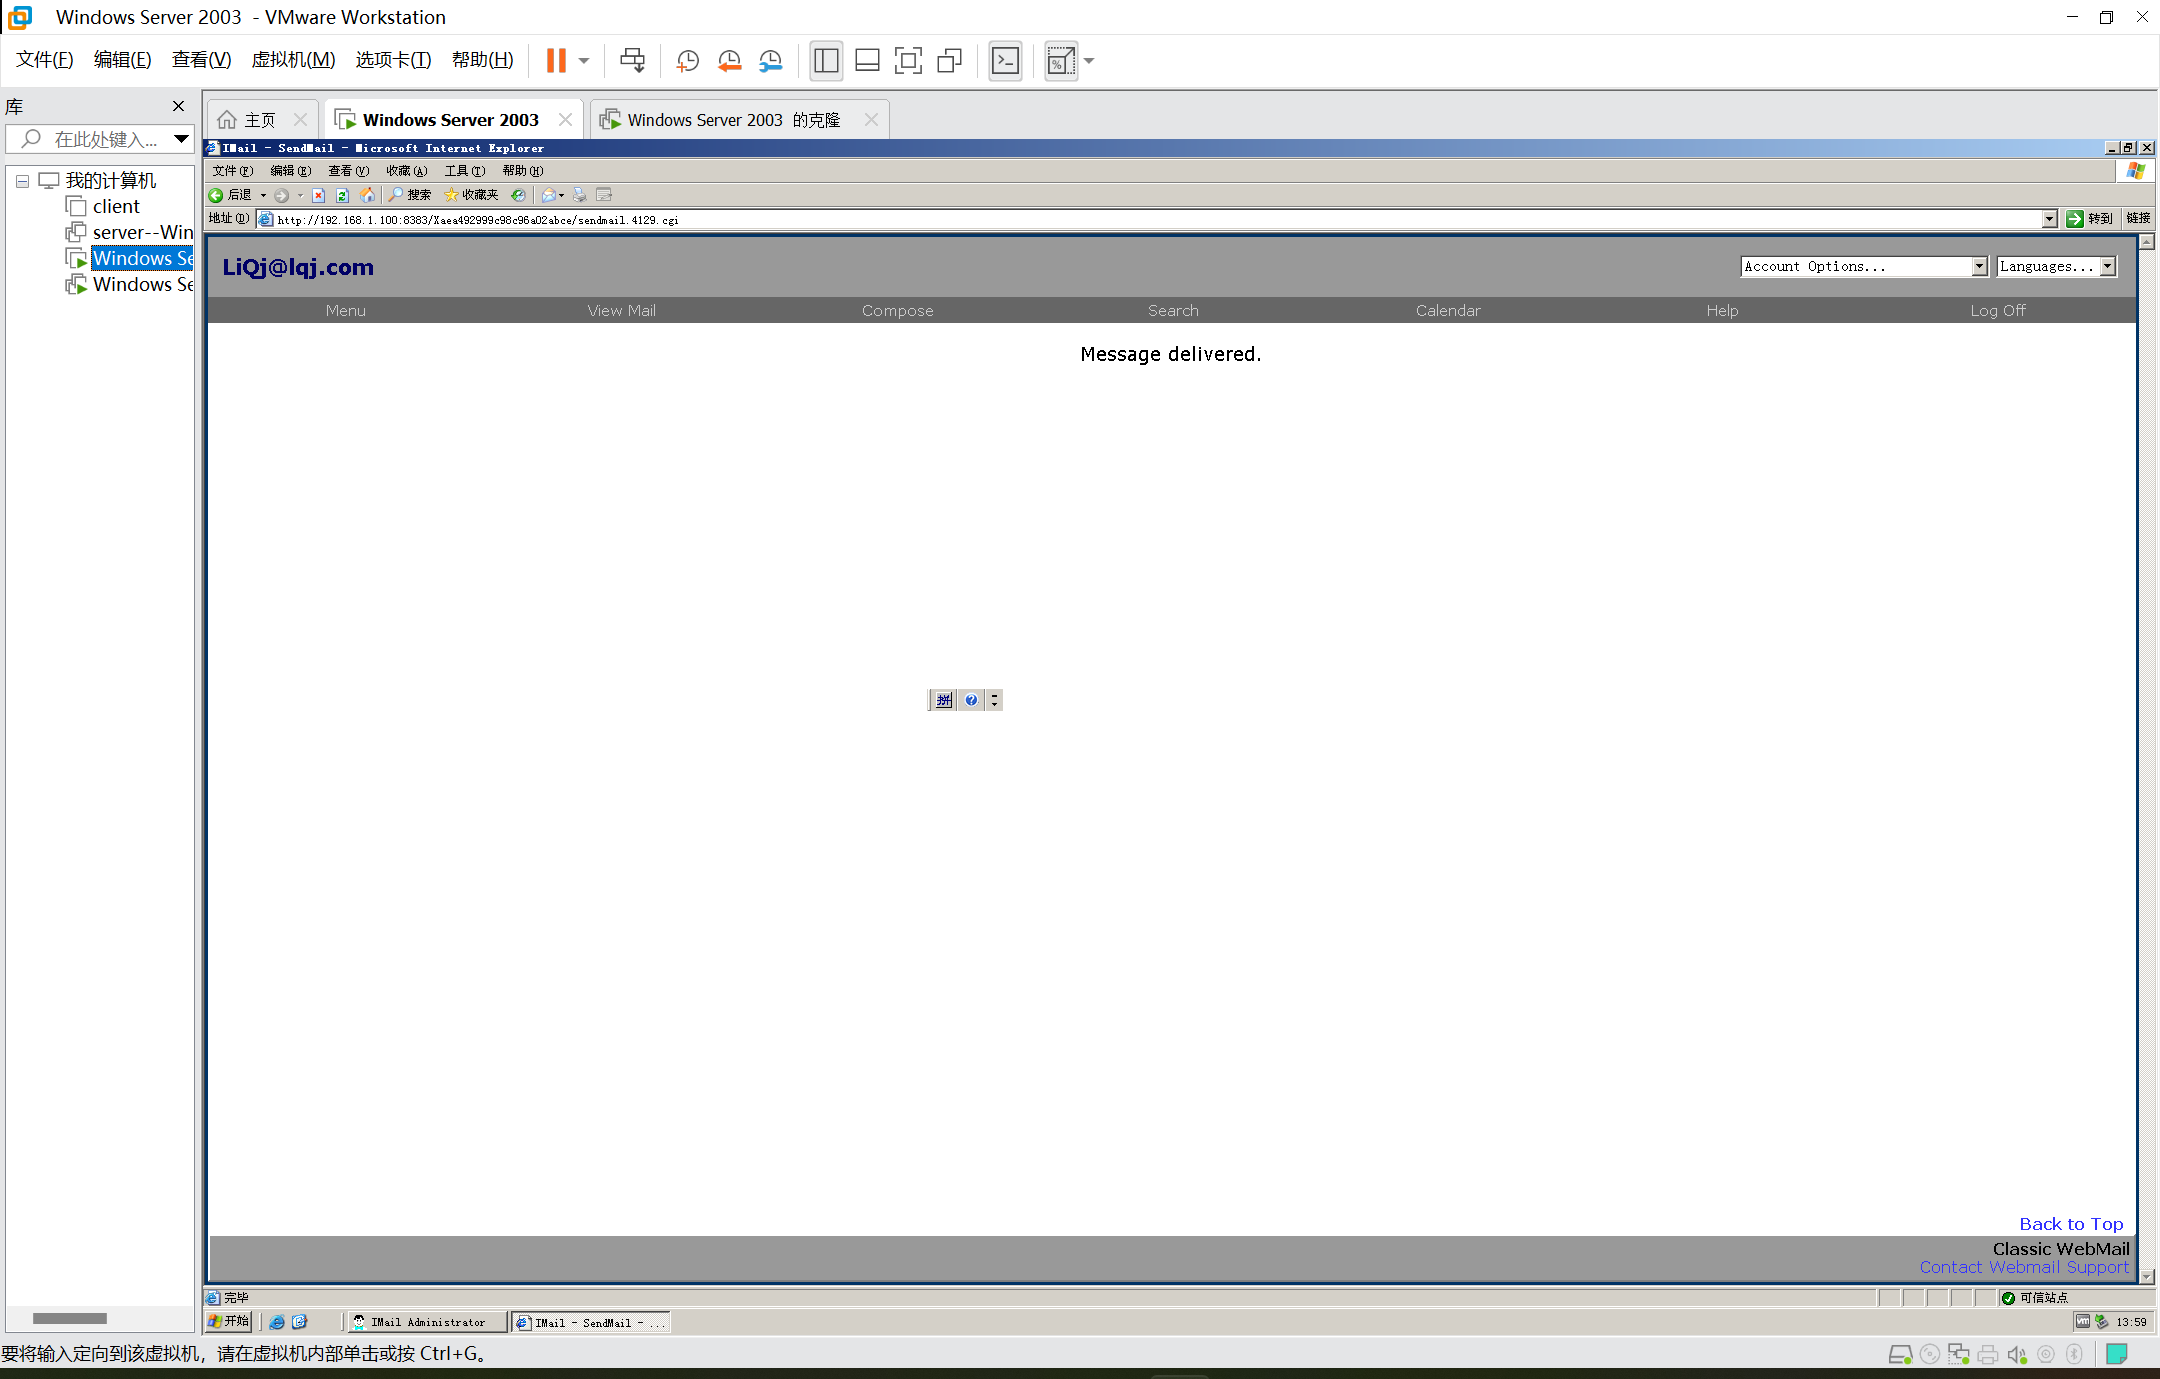 Windows Server 2003 - VMware Workstation
文件(F) 编辑(E) 查看(V) 虚拟机(M) 选项卡(T) 帮助(H)
库
在此处键入...
我的计算机
client
server--Win
Windows Se
Windows Se
主页 Windows Server 2003 Windows Server 2003 的克隆
IMail - SendMail - Microsoft Internet Explorer
文件(F) 编辑(E) 查看(V) 收藏(A) 工具(T) 帮助(H)
后退 搜索 收藏夹
地址(D) http://192.168.1.100:8383/Xaea492999c98c96a02abce/sendmail.4129.cgi 转到 链接
LiQj@lqj.com Account Options... Languages...
Menu View Mail Compose Search Calendar Help Log Off
Message delivered.
拼
Back to Top
Classic WebMail
Contact Webmail Support
完毕 可信站点
开始 IMail Administrator IMail - SendMail - ... 13:59
要将输入定向到该虚拟机，请在虚拟机内部单击或按 Ctrl+G。